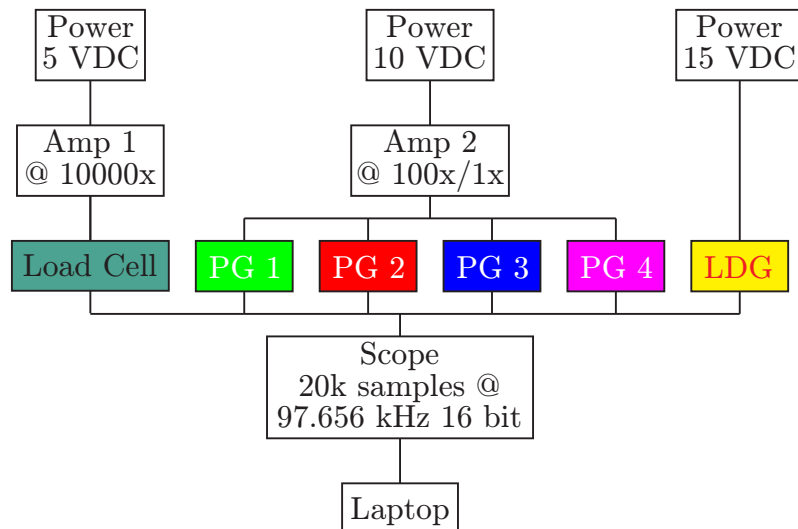 Power
5 VDC
Power
10 VDC
Power
15 VDC
Amp 1
@ 10000x
Amp 2
@ 100x/1x
Load Cell
PG 1
PG 2
PG 3
PG 4
LDG
Scope
20k samples @
97.656 kHz 16 bit
Laptop